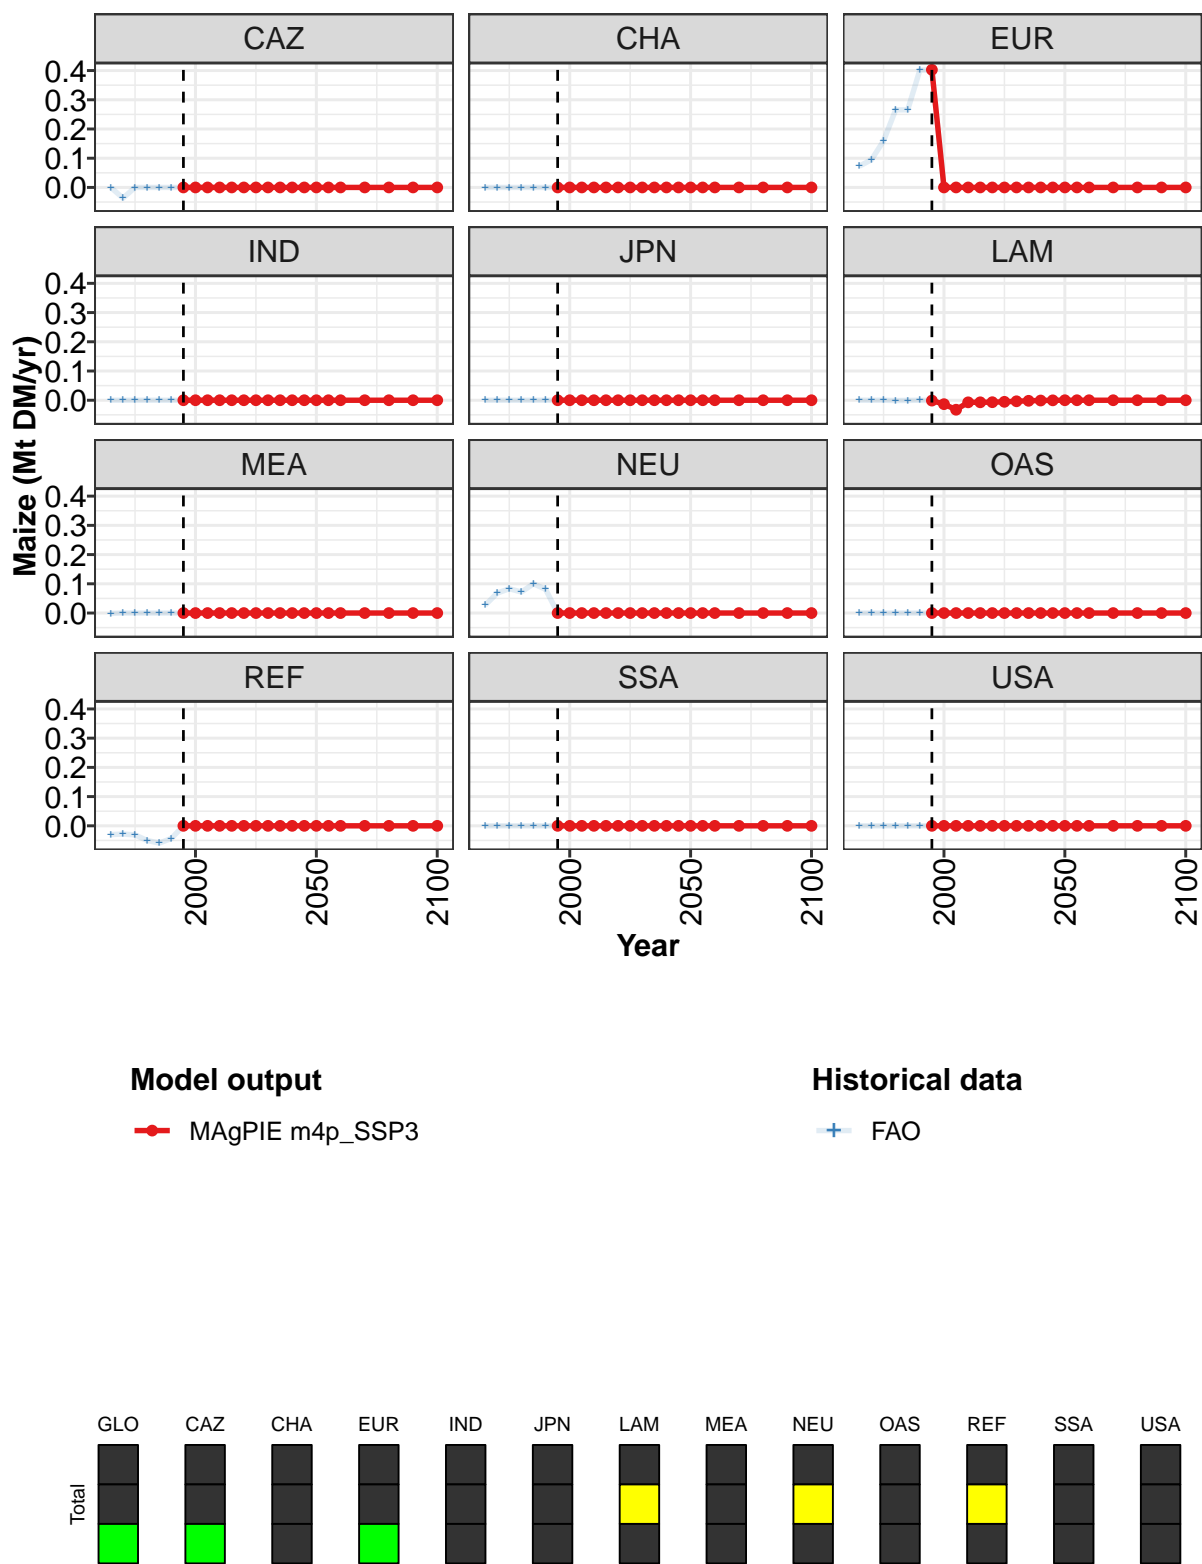 CAZ CHA EUR
0.4
0.3
0.2
0.1
0.0
IND JPN LAM
0.4
0.3
0.2
0.1
0.0
MEA NEU OAS
0.4
0.3
0.2
0.1
0.0
REF SSA USA
0.4
0.3
0.2
0.1
0.0
Maize (Mt DM/yr)
2000 2050 2100 2000 2050 2100 2000 2050 2100
Year
Model output Historical data
MAgPIE m4p_SSP3 FAO
GLO CAZ CHA EUR IND JPN LAM MEA NEU OAS REF SSA USA
Total